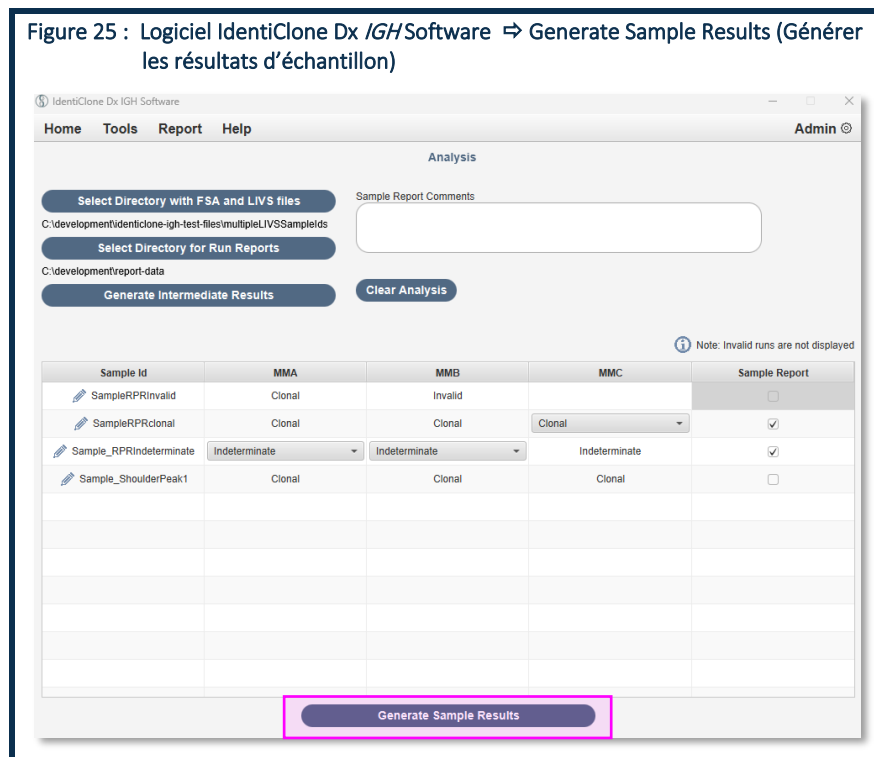 Figure 25 : Logiciel IdentiClone Dx IGH Software ⇨ Generate Sample Results (Générer
les résultats d’échantillon)
IdentiClone Dx IGH Software
Home Tools Report Help Admin
Analysis
Select Directory with FSA and LIVS files
Sample Report Comments
C:\development\identiclone-igh-test-files\multipleLIVSSampleIds
Select Directory for Run Reports
C:\development\report-data
Generate Intermediate Results
Clear Analysis
Note: Invalid runs are not displayed
Sample Id MMA MMB MMC Sample Report
SampleRPRInvalid Clonal Invalid
SampleRPRclonal Clonal Clonal Clonal
Sample_RPRIndeterminate Indeterminate Indeterminate Indeterminate
Sample_ShoulderPeak1 Clonal Clonal Clonal
Generate Sample Results